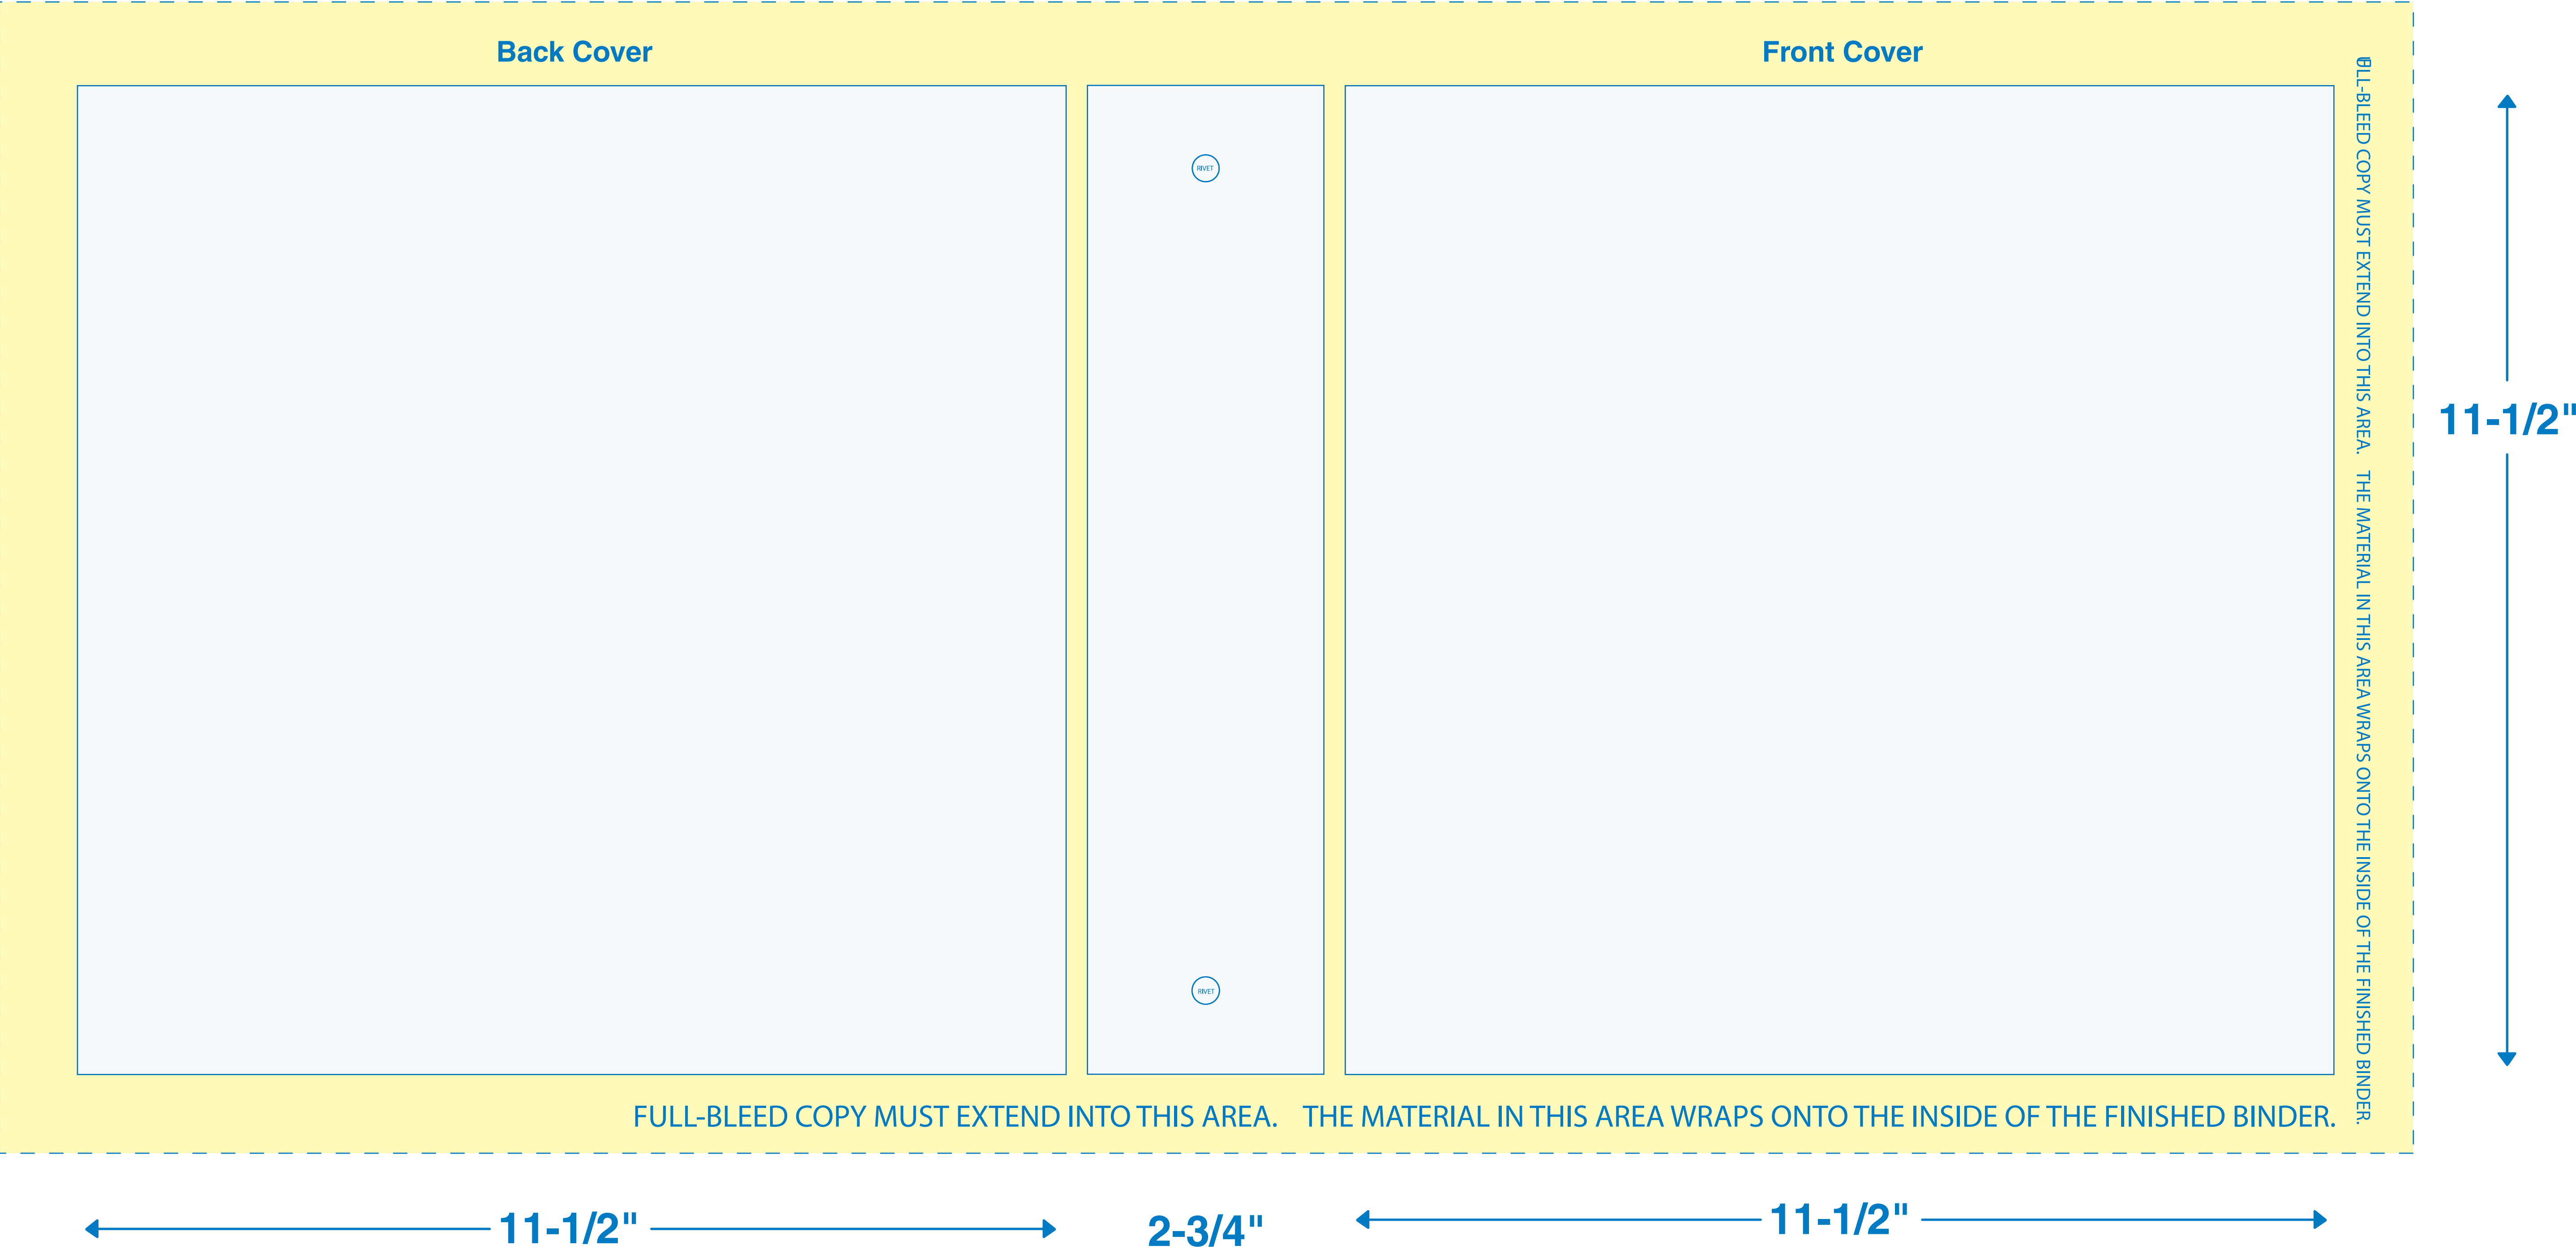 Back Cover
Front Cover
RIVET
RIVET
FULL-BLEED COPY MUST EXTEND INTO THIS AREA. THE MATERIAL IN THIS AREA WRAPS ONTO THE INSIDE OF THE FINISHED BINDER.
FULL-BLEED COPY MUST EXTEND INTO THIS AREA. THE MATERIAL IN THIS AREA WRAPS ONTO THE INSIDE OF THE FINISHED BINDER.
11-1/2"
11-1/2"
2-3/4"
11-1/2"